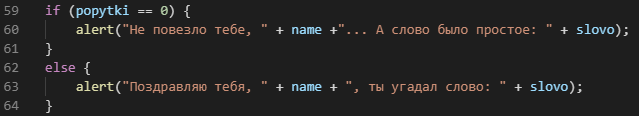 59 if (popytki == 0) {
60 alert("Не повезло тебе, " + name +"... А слово было простое: " + slovo);
61 }
62 else {
63 alert("Поздравляю тебя, " + name + ", ты угадал слово: " + slovo);
64 }